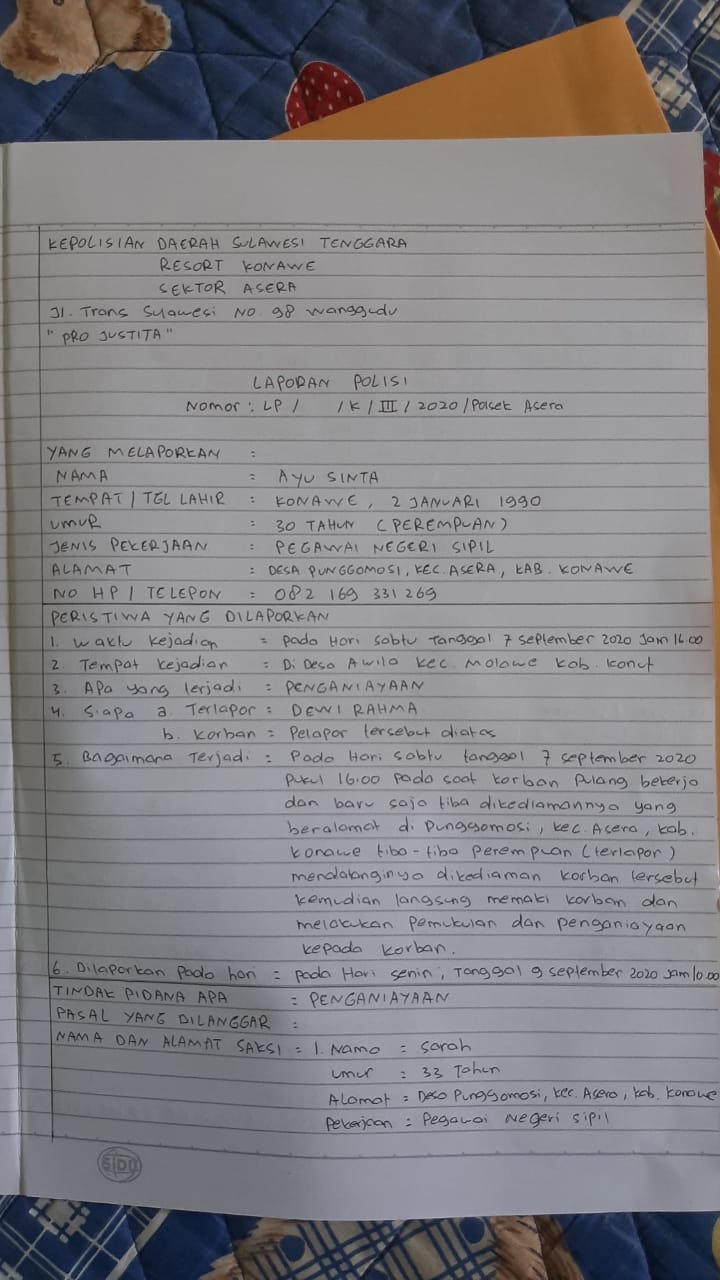 KEPOLISIAN DAERAH SULAWESI TENGGARA
RESORT KONAWE
SEKTOR ASERA
Jl. Trans Sulawesi NO. 98 Wanggudu
"PRO JUSTITA"
LAPORAN POLISI
Nomor : LP / /K/III/2020/Polsek Asera
YANG MELAPORKAN :
NAMA : AYU SINTA
TEMPAT / TGL LAHIR : KONAWE, 2 JANUARI 1990
UMUR : 30 TAHUN (PEREMPUAN)
JENIS PEKERJAAN : PEGAWAI NEGERI SIPIL
ALAMAT : DESA PUNGGOMOSI, KEC. ASERA, KAB. KONAWE
NO HP / TELEPON : 082 169 331 269
PERISTIWA YANG DILAPORKAN
1. Waktu Kejadian = Pada Hari Sabtu Tanggal 7 September 2020 Jam 16.00
2. Tempat Kejadian = Di Desa Awila Kec. Molawe Kab. Konut
3. Apa yang terjadi : PENGANIAYAAN
4. Siapa a. Terlapor : DEWI RAHMA
b. Korban = Pelapor tersebut diatas
5. Bagaimana Terjadi : Pada Hari Sabtu tanggal 7 September 2020
Pukul 16.00 Pada saat korban Pulang bekerja
dan baru saja tiba dikediamannya yang
beralamat di Punggomosi, Kec. Asera, Kab.
Konawe tiba-tiba perempuan (terlapor)
mendatanginya dikediaman korban tersebut
kemudian langsung memaki korban dan
melakukan Pemukulan dan penganiayaan
kepada korban.
6. Dilaporkan Pada hari = Pada Hari Senin, Tanggal 9 September 2020 Jam 10.00
TINDAK PIDANA APA : PENGANIAYAAN
PASAL YANG DILANGGAR :
NAMA DAN ALAMAT SAKSI = 1. Nama = Sarah
Umur : 33 Tahun
Alamat = Desa Punggomosi, Kec. Asera, Kab. Konawe
Pekerjaan : Pegawai Negeri Sipil
SIDU